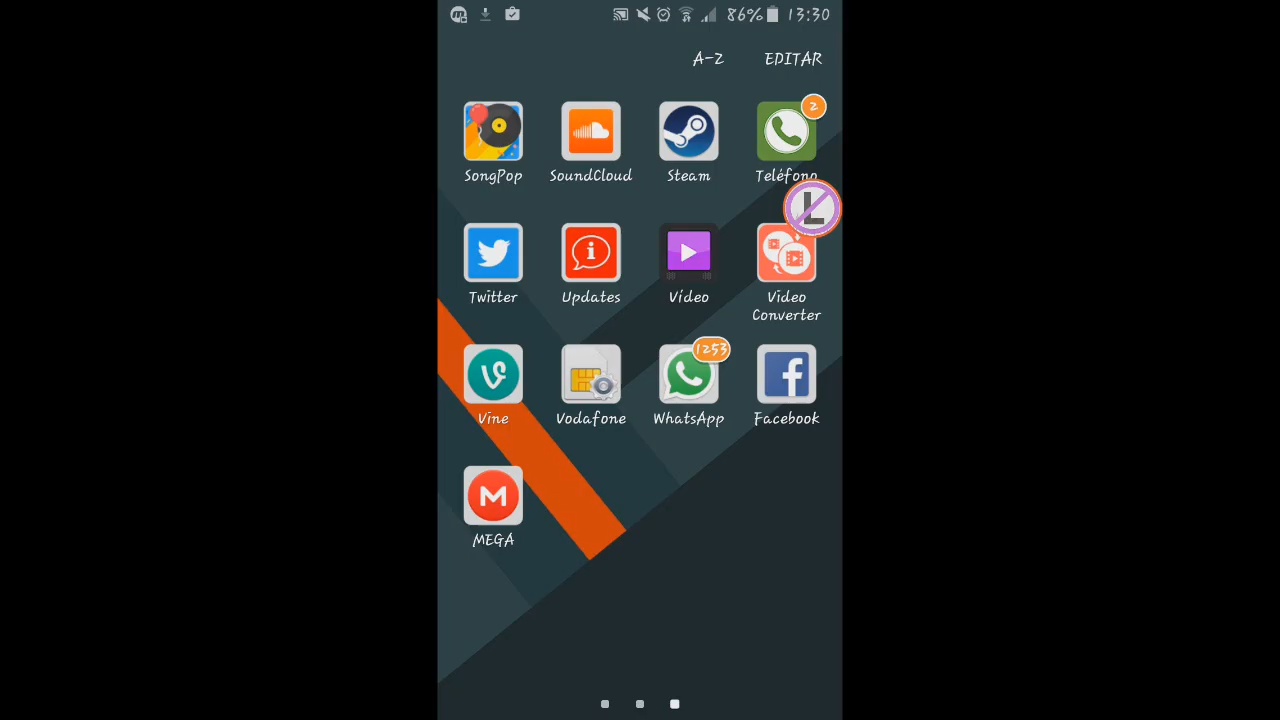 86% 13:30
A-Z EDITAR
2
SongPop SoundCloud Steam Teléfono
L
Twitter Updates Vídeo Video Converter
1253
Vine Vodafone WhatsApp Facebook
M
MEGA